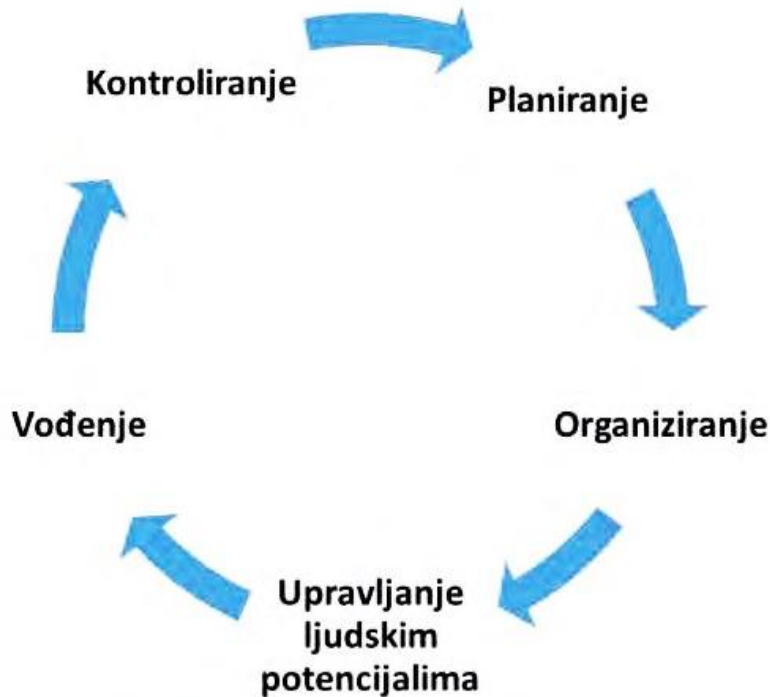 Kontroliranje
Planiranje
Organiziranje
Upravljanje
ljudskim
potencijalima
Vođenje